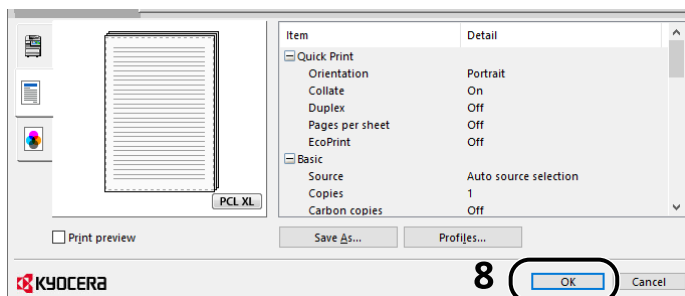 Item Detail
Quick Print
Orientation Portrait
Collate On
Duplex Off
Pages per sheet Off
EcoPrint Off
Basic
Source Auto source selection
Copies 1
Carbon copies Off
PCL XL
Print preview Save As... Profiles...
KYOCERA 8 OK Cancel